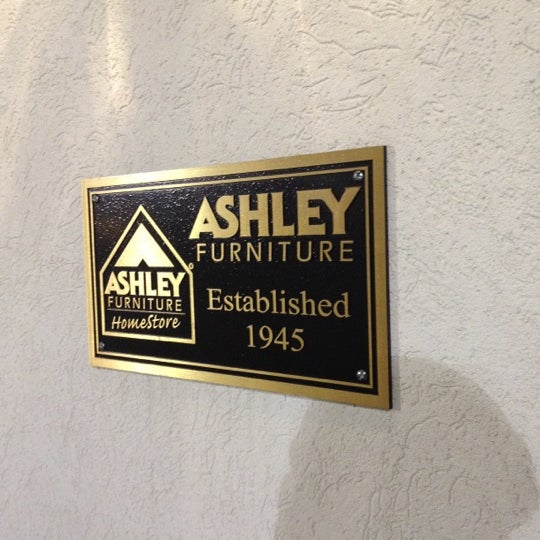 ASHLEY
FURNITURE
HomeStore
ASHLEY
FURNITURE
Established
1945